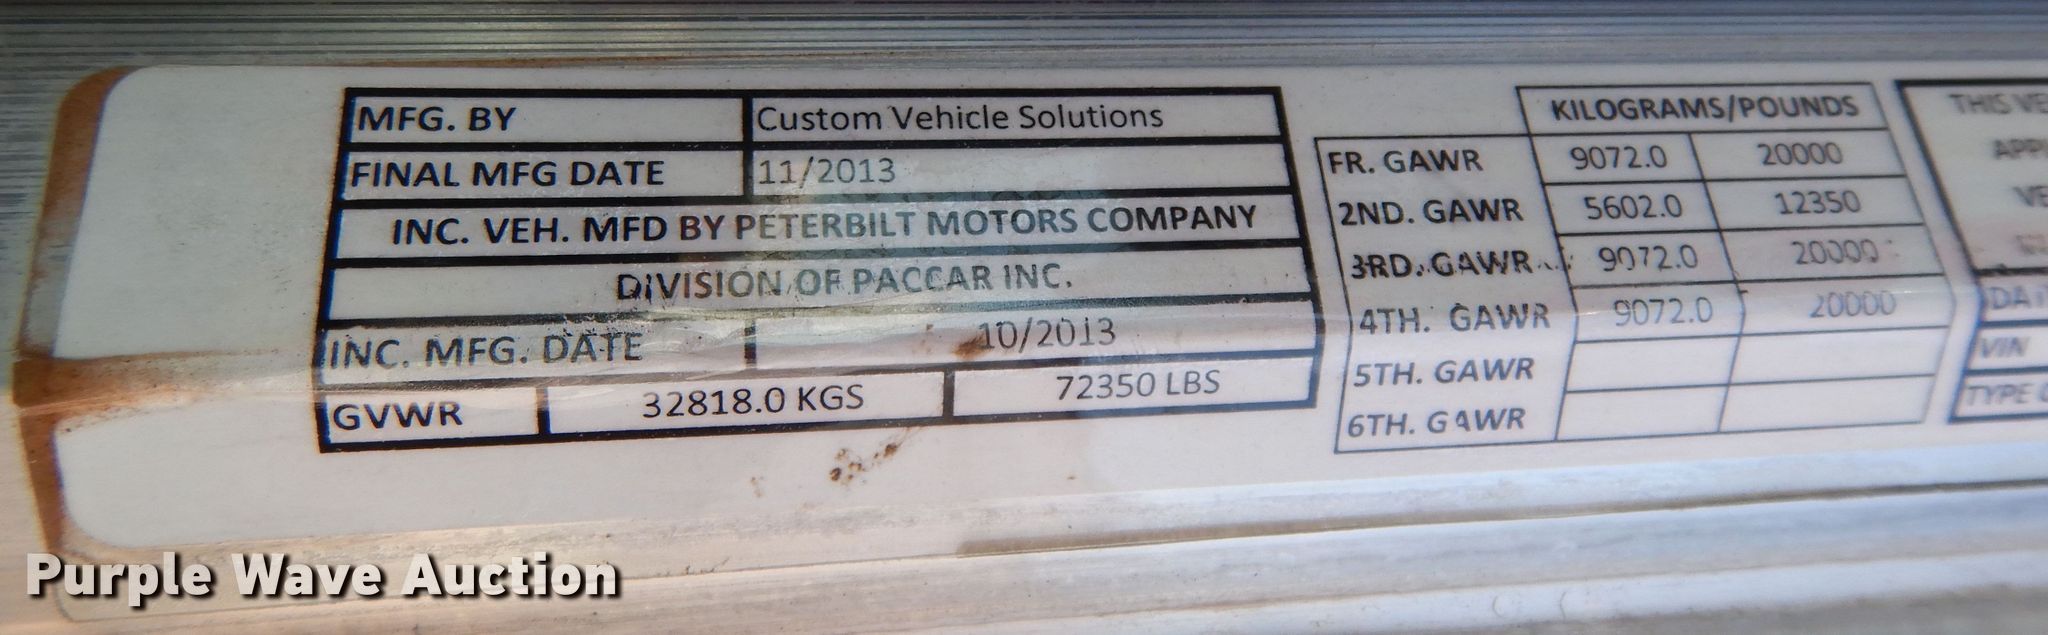 MFG. BY Custom Vehicle Solutions
FINAL MFG DATE 11/2013
INC. VEH. MFD BY PETERBILT MOTORS COMPANY
DIVISION OF PACCAR INC.
INC. MFG. DATE 10/2013
GVWR 32818.0 KGS 72350 LBS
KILOGRAMS/POUNDS
FR. GAWR 9072.0 20000
2ND. GAWR 5602.0 12350
3RD. GAWR 9072.0 20000
4TH. GAWR 9072.0 20000
5TH. GAWR
6TH. GAWR
THIS
VIN
TYPE
Purple Wave Auction